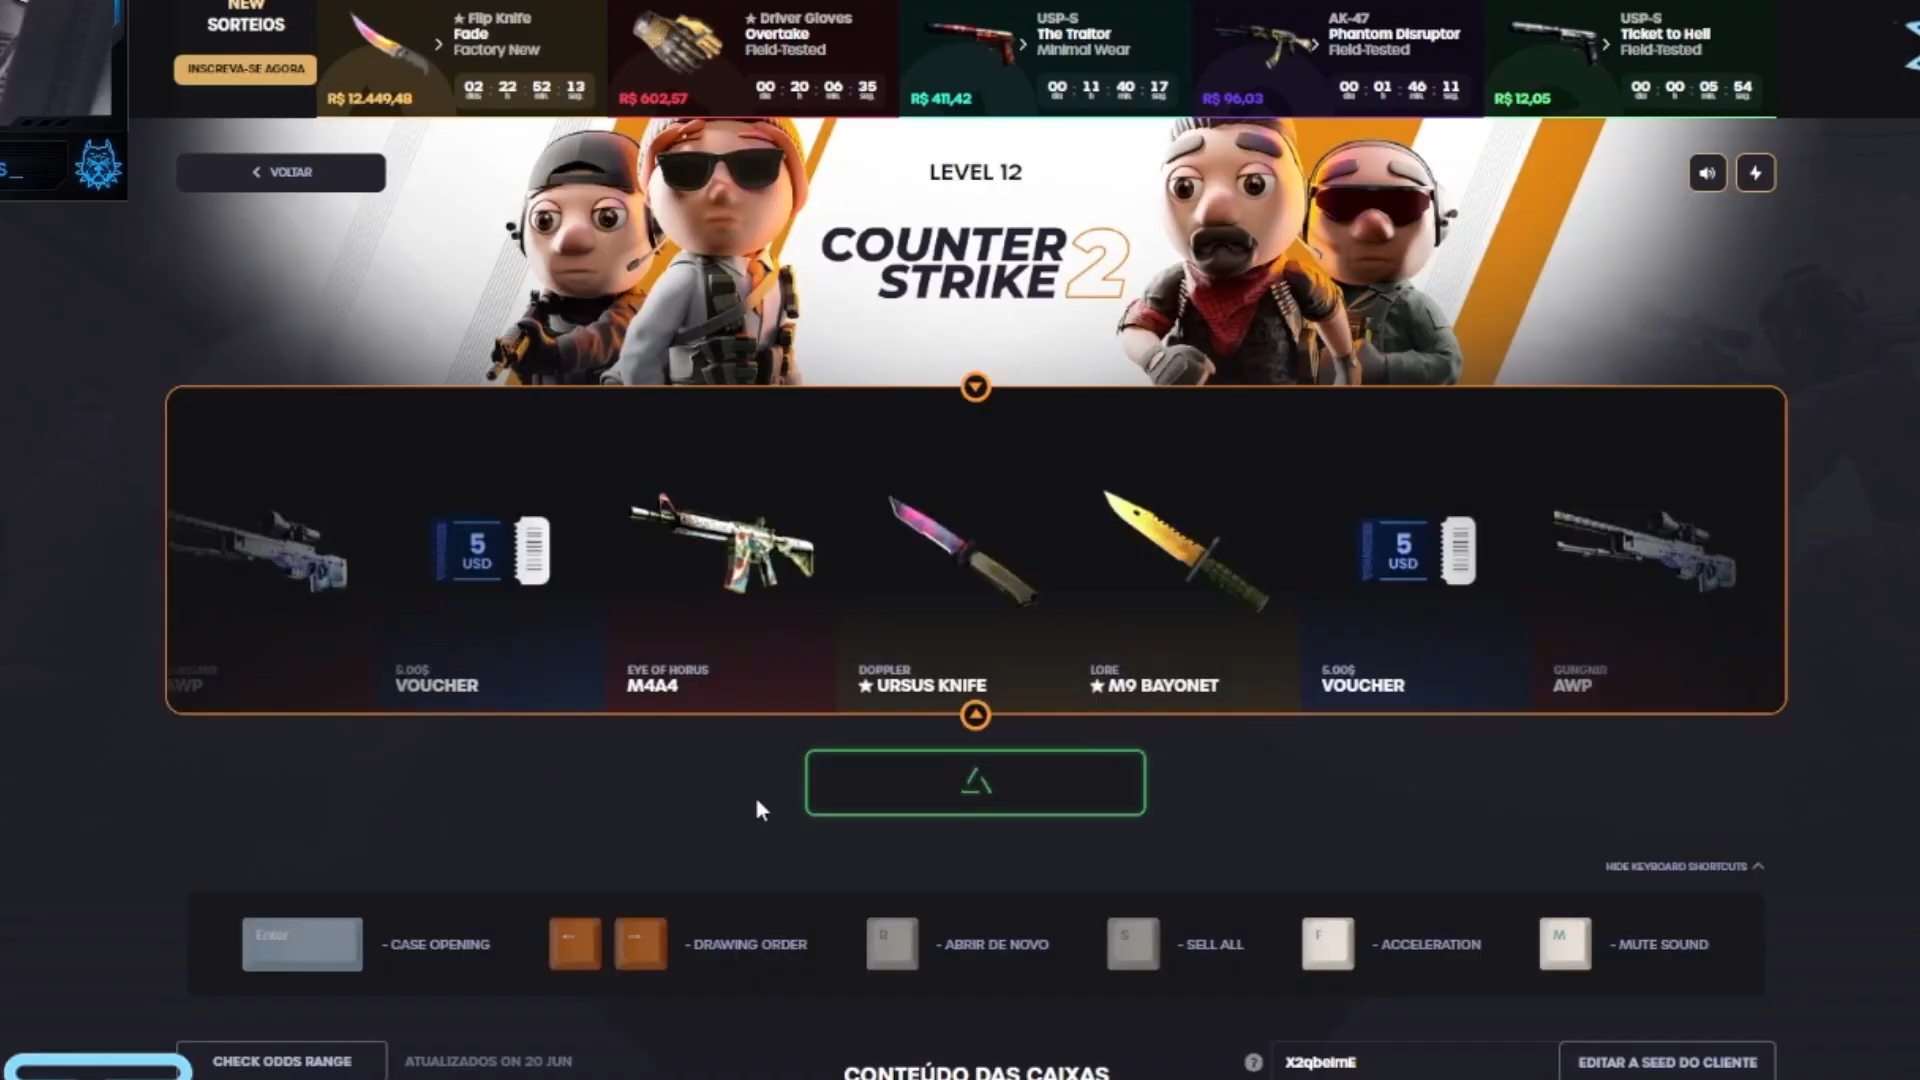 NEW
SORTEIOS
INSCREVA-SE AGORA
★ Flip Knife
Fade
Factory New
R$ 12.449,48
02 : 22 : 52 : 13
★ Driver Gloves
Overtake
Field-Tested
R$ 602,57
00 : 20 : 06 : 35
USP-S
The Traitor
Minimal Wear
R$ 411,42
00 : 11 : 40 : 17
AK-47
Phantom Disruptor
Field-Tested
R$ 96,03
00 : 01 : 46 : 11
USP-S
Ticket to Hell
Field-Tested
R$ 12,05
00 : 00 : 05 : 54
S_
VOLTAR
LEVEL 12
COUNTER
STRIKE 2
5
USD
5
USD
AWP
5.00$
VOUCHER
EYE OF HORUS
M4A4
DOPPLER
★ URSUS KNIFE
LORE
★ M9 BAYONET
5.00$
VOUCHER
GUNGNIR
AWP
HIDE KEYBOARD SHORTCUTS
Enter
- CASE OPENING
← →
- DRAWING ORDER
R
- ABRIR DE NOVO
S
- SELL ALL
F
- ACCELERATION
M
- MUTE SOUND
CHECK ODDS RANGE
ATUALIZADOS ON 20 JUN
CONTEÚDO DAS CAIXAS
?
X2qbeImE
EDITAR A SEED DO CLIENTE